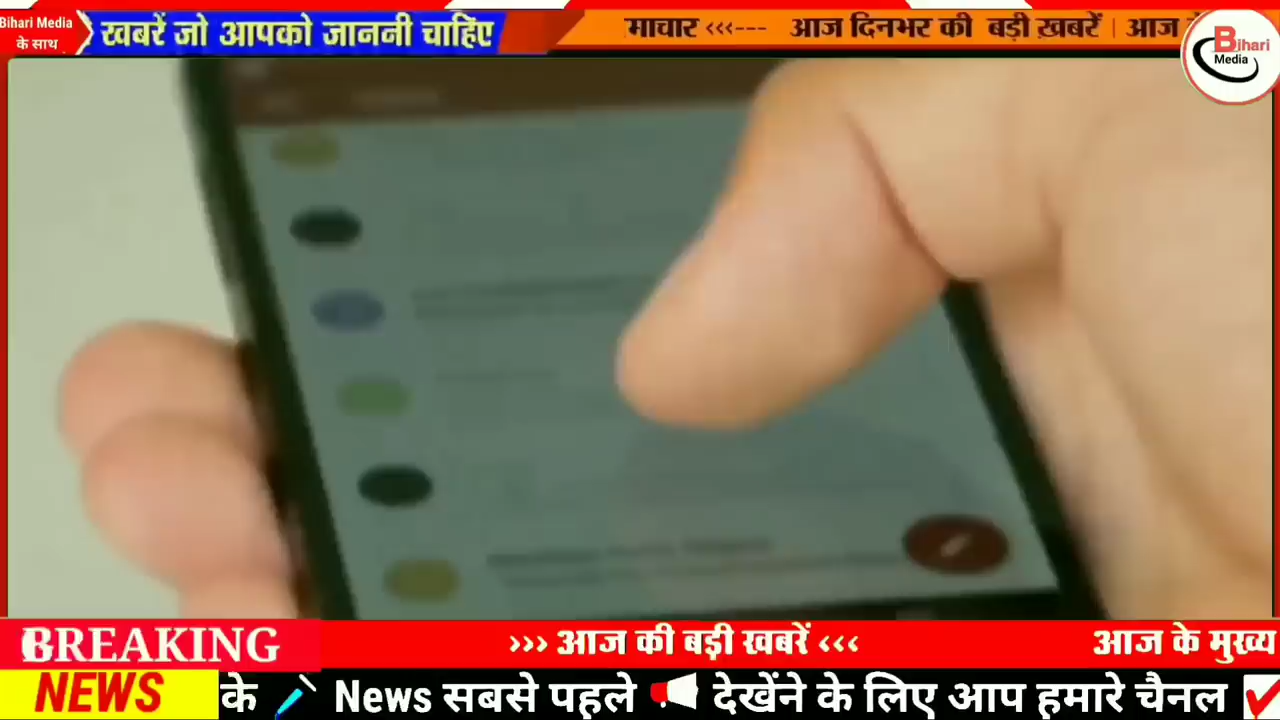 Bihari Media
के साथ
खबरें जो आपको जाननी चाहिए
माचार <<<--- आज दिनभर की बड़ी ख़बरें | आज
Bihari
Media
BREAKING
>>> आज की बड़ी खबरें <<<
आज के मुख्य
NEWS
के News सबसे पहले देखेंने के लिए आप हमारे चैनल